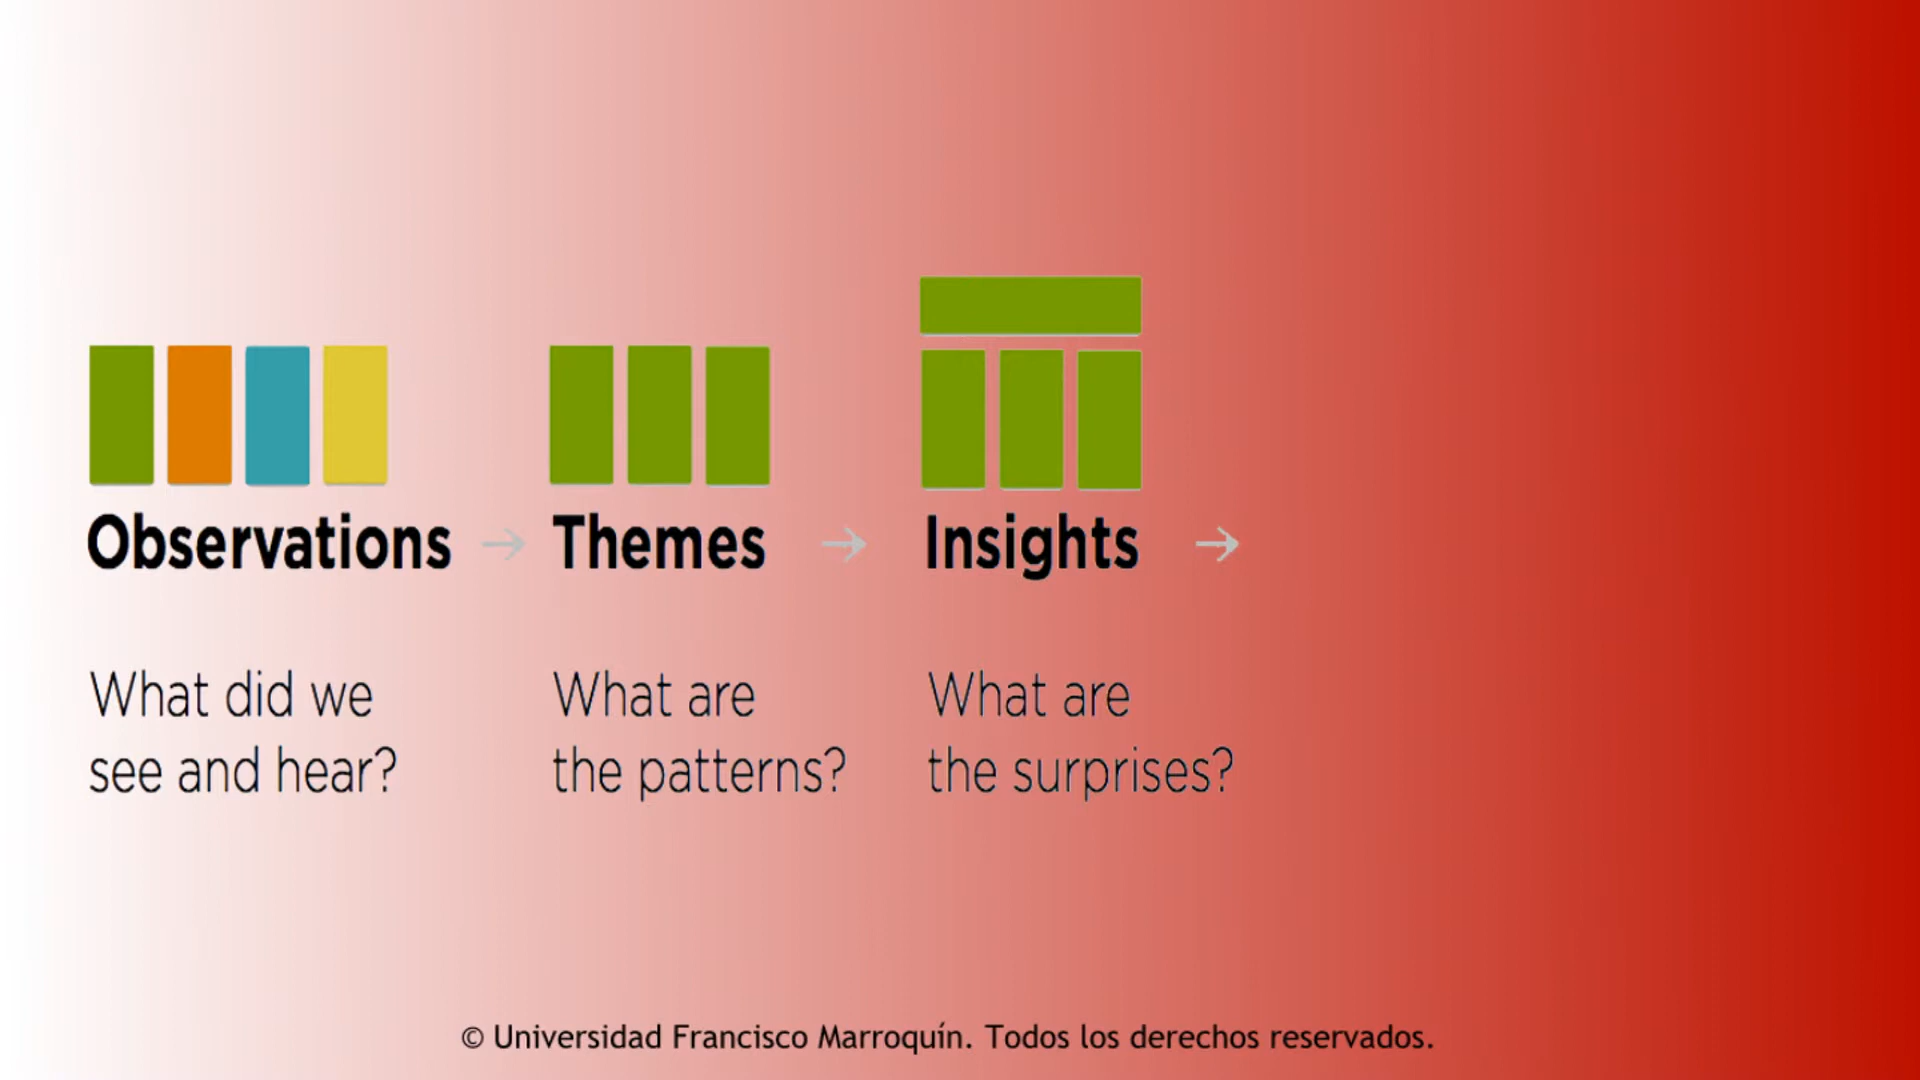 Observations → Themes → Insights →
What did we
see and hear?
What are
the patterns?
What are
the surprises?
© Universidad Francisco Marroquín. Todos los derechos reservados.